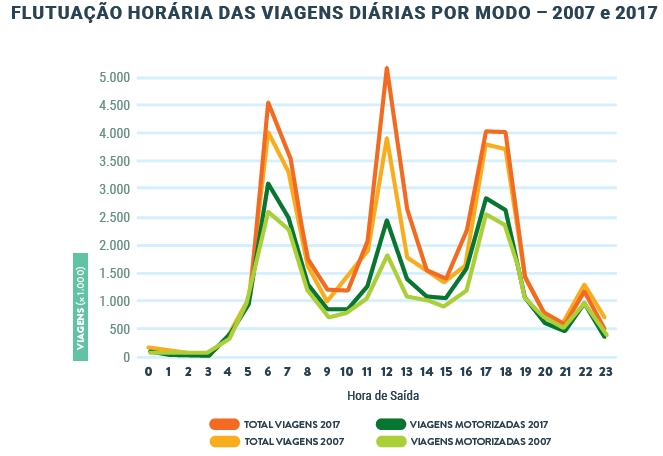 FLUTUAÇÃO HORÁRIA DAS VIAGENS DIÁRIAS POR MODO – 2007 e 2017
5.000
4.500
4.000
3.500
3.000
2.500
2.000
1.500
1.000
500
0
VIAGENS (x 1.000)
0 1 2 3 4 5 6 7 8 9 10 11 12 13 14 15 16 17 18 19 20 21 22 23
Hora de Saída
TOTAL VIAGENS 2017 VIAGENS MOTORIZADAS 2017
TOTAL VIAGENS 2007 VIAGENS MOTORIZADAS 2007